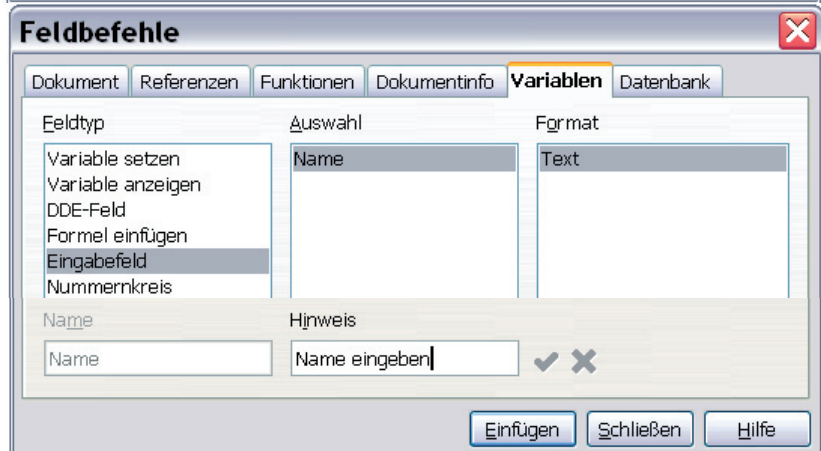 Feldbefehle
Dokument Referenzen Funktionen Dokumentinfo Variablen Datenbank
Feldtyp Auswahl Format
Variable setzen Name Text
Variable anzeigen
DDE-Feld
Formel einfügen
Eingabefeld
Nummernkreis
Name Hinweis
Name Name eingeben
Einfügen Schließen Hilfe